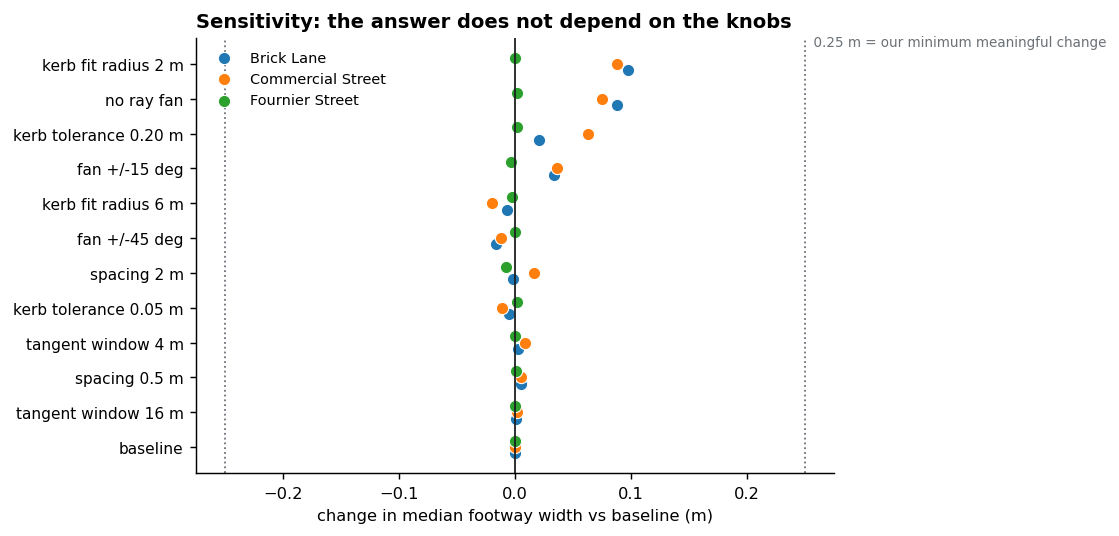 Sensitivity: the answer does not depend on the knobs
0.25 m = our minimum meaningful change
Brick Lane
Commercial Street
Fournier Street
kerb fit radius 2 m
no ray fan
kerb tolerance 0.20 m
fan +/-15 deg
kerb fit radius 6 m
fan +/-45 deg
spacing 2 m
kerb tolerance 0.05 m
tangent window 4 m
spacing 0.5 m
tangent window 16 m
baseline
−0.2 −0.1 0.0 0.1 0.2
change in median footway width vs baseline (m)